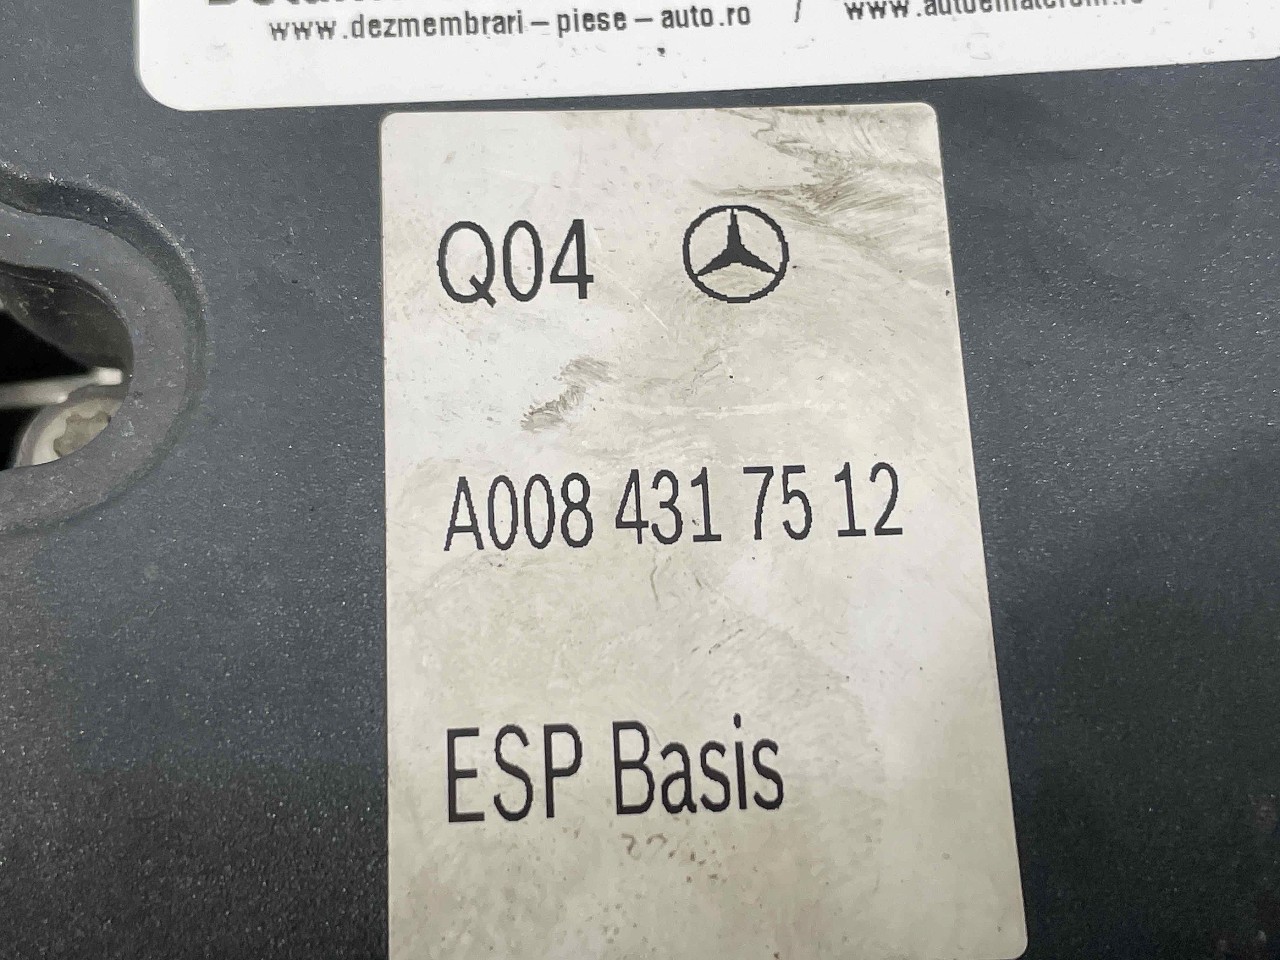 www.dezmembrari-piese-auto.ro /
Q04
A008 431 75 12
ESP Basis